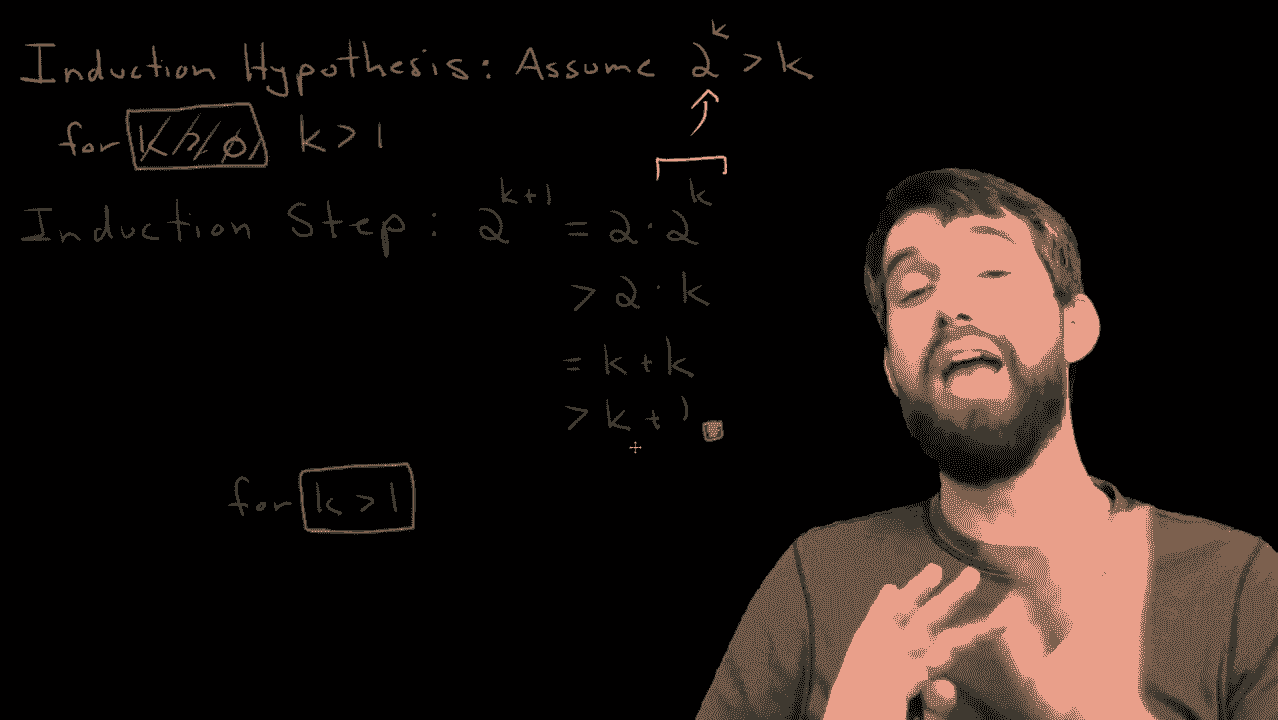 Induction Hypothesis: Assume 2^k > k
for k > 1
Induction Step: 2^{k+1} = 2·2^k
> 2·k
= k + k
> k + 1
for k > 1